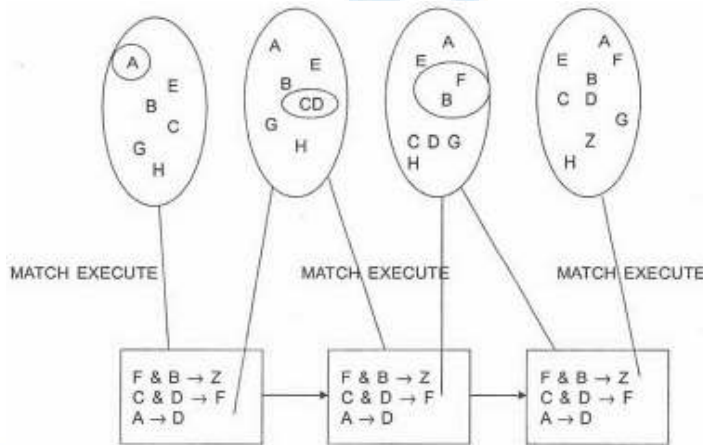 A
E
B
C
G
H
A
E
B
CD
G
H
A
E
F
B
C D G
H
A
E F
B
C D
G
Z
H
MATCH EXECUTE
MATCH EXECUTE
MATCH EXECUTE
F & B → Z
C & D → F
A → D
F & B → Z
C & D → F
A → D
F & B → Z
C & D → F
A → D